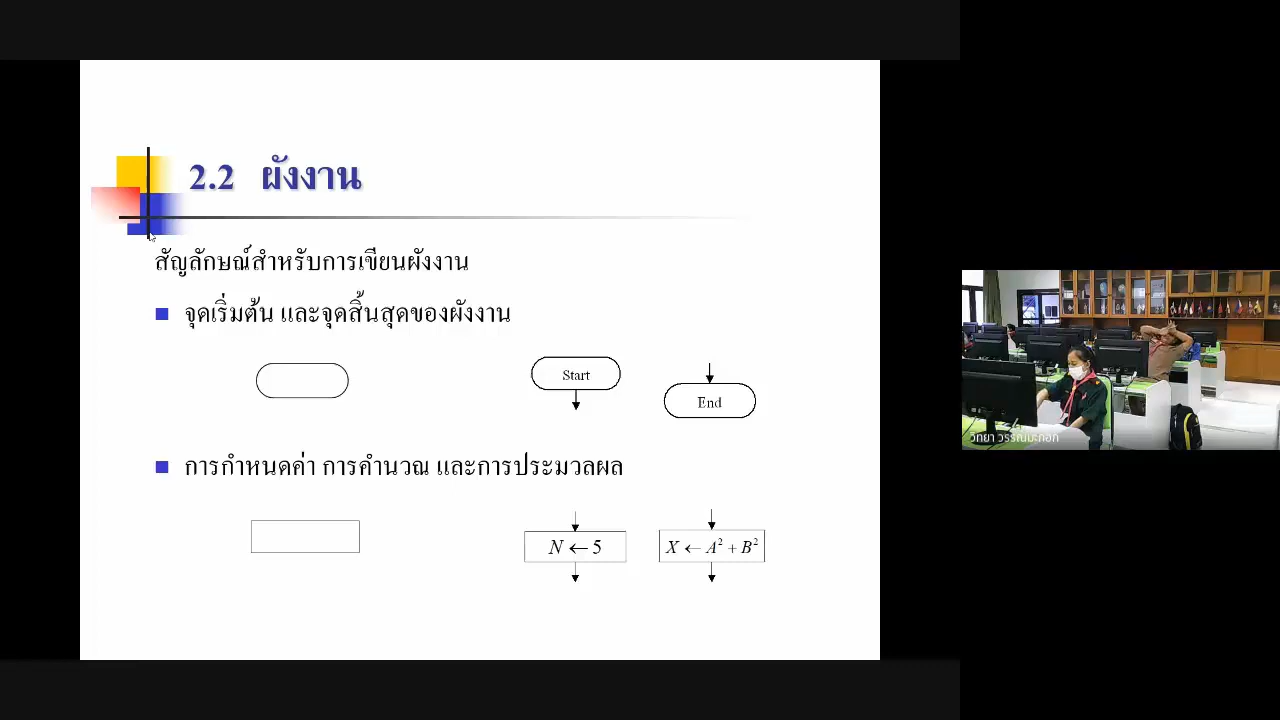 2.2 ผังงาน
สัญลักษณ์สำหรับการเขียนผังงาน
จุดเริ่มต้น และจุดสิ้นสุดของผังงาน
Start
End
การกำหนดค่า การคำนวณ และการประมวลผล
N ← 5
X ← A² + B²
วิทยา วรรณมะกอก